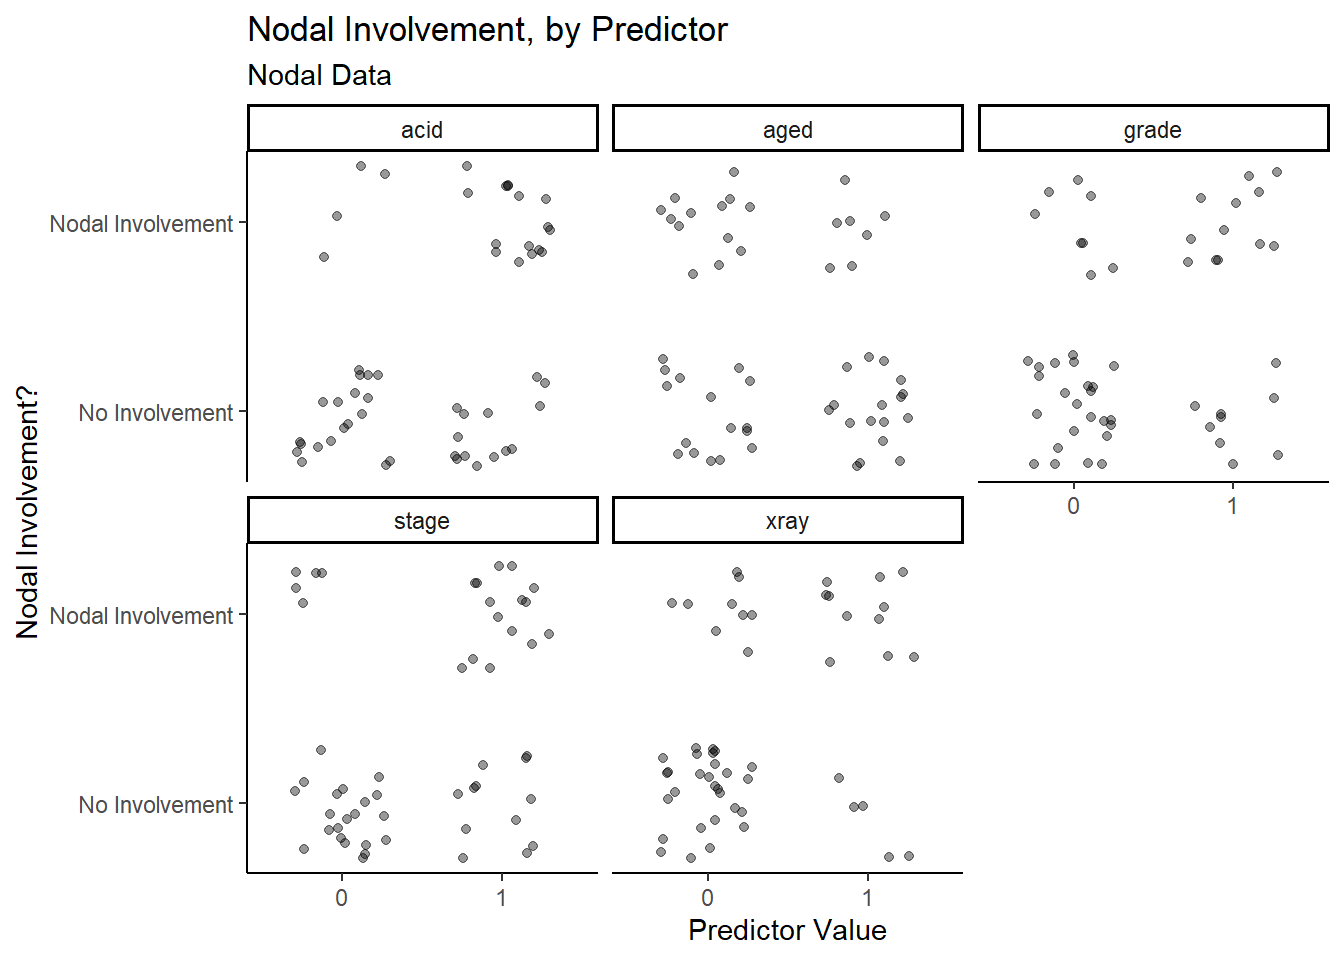 Nodal Involvement, by Predictor
Nodal Data
acid
aged
grade
Nodal Involvement
No Involvement
0
1
stage
xray
Nodal Involvement
No Involvement
0
1
0
1
Nodal Involvement?
Predictor Value